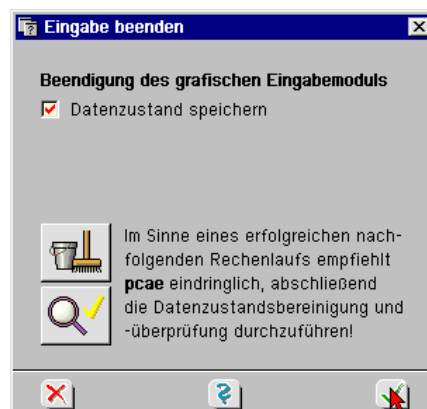 Eingabe beenden
Beendigung des grafischen Eingabemoduls
Datenzustand speichern
Im Sinne eines erfolgreichen nach-
folgenden Rechenlaufs empfiehlt
pcae eindringlich, abschließend
die Datenzustandsbereinigung und
-überprüfung durchzuführen!